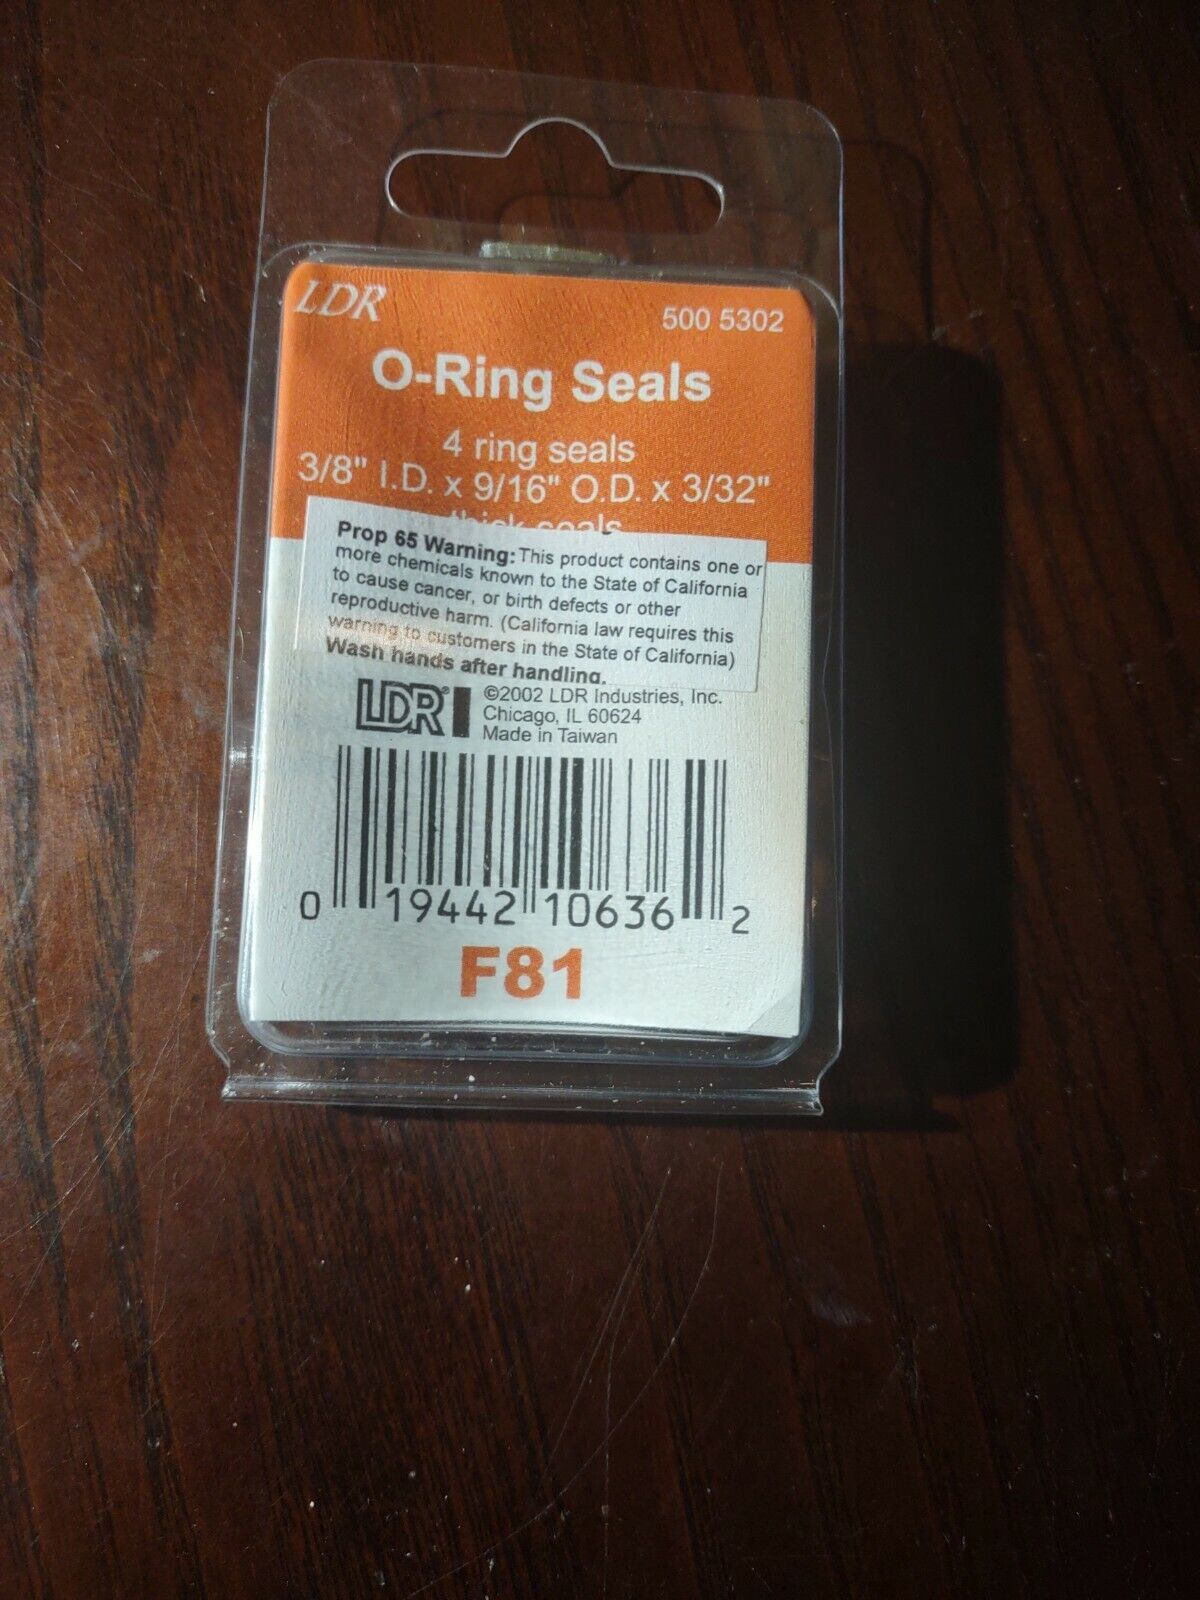 LDR
500 5302
O-Ring Seals
4 ring seals
3/8" I.D. x 9/16" O.D. x 3/32"
thick seals
Prop 65 Warning: This product contains one or
more chemicals known to the State of California
to cause cancer, or birth defects or other
reproductive harm. (California law requires this
warning to customers in the State of California)
Wash hands after handling.
LDR® ©2002 LDR Industries, Inc.
Chicago, IL 60624
Made in Taiwan
0 19442 10636 2
F81